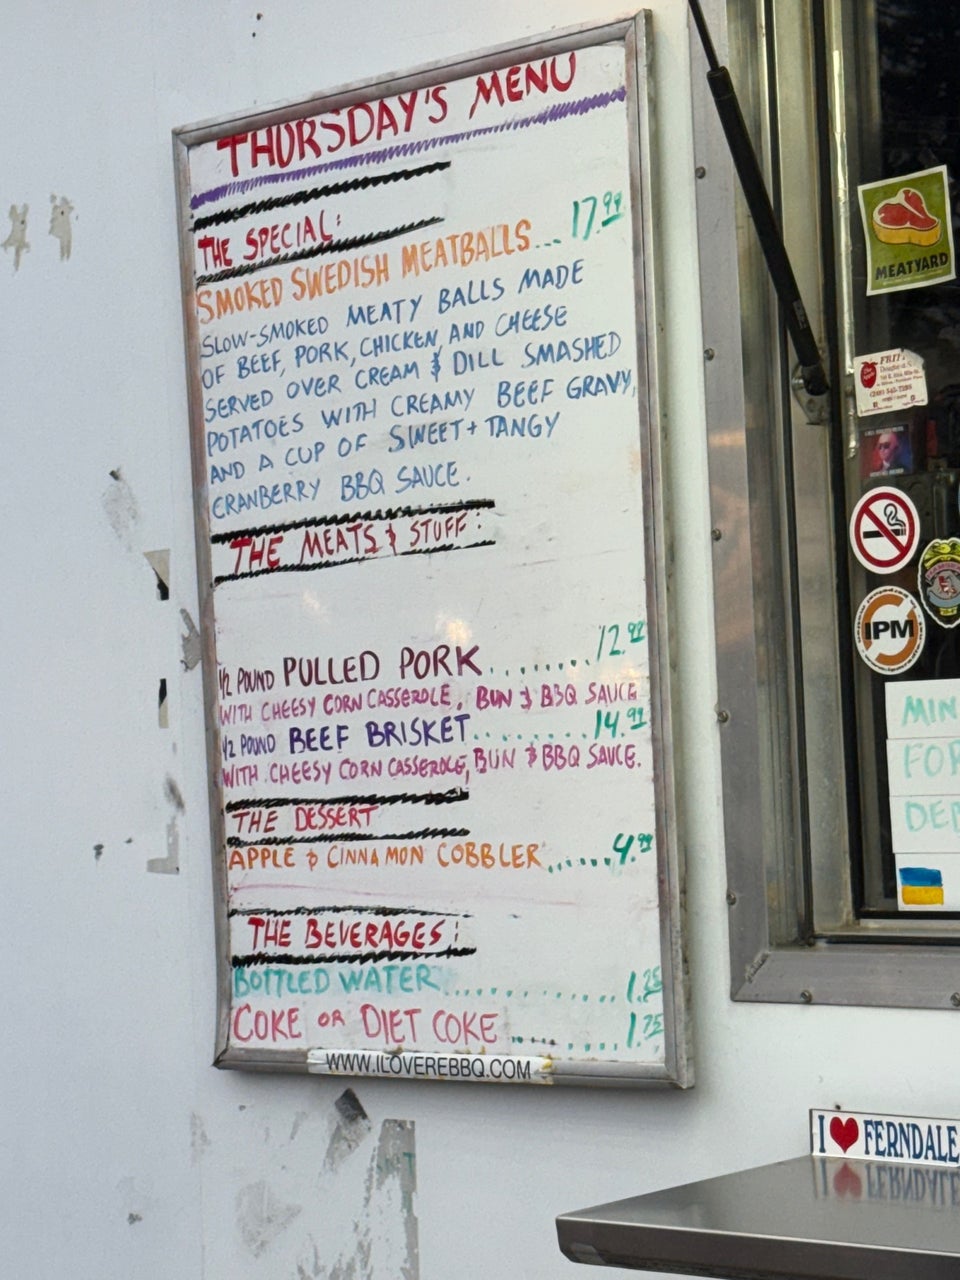 THURSDAY'S MENU
THE SPECIAL:
SMOKED SWEDISH MEATBALLS... 17.99
SLOW-SMOKED MEATY BALLS MADE
OF BEEF, PORK, CHICKEN, AND CHEESE
SERVED OVER CREAM & DILL SMASHED
POTATOES WITH CREAMY BEEF GRAVY,
AND A CUP OF SWEET + TANGY
CRANBERRY BBQ SAUCE.
THE MEATS & STUFF:
1/2 POUND PULLED PORK....... 12.99
WITH CHEESY CORN CASSEROLE, BUN & BBQ SAUCE
1/2 POUND BEEF BRISKET........ 14.99
WITH CHEESY CORN CASSEROLE, BUN & BBQ SAUCE.
THE DESSERT
APPLE & CINNAMON COBBLER...... 4.99
THE BEVERAGES:
BOTTLED WATER.............. 1.25
COKE OR DIET COKE .......... 1.75
WWW.ILOVEREBBQ.COM
MEATYARD
IPM
MIN
FOR
DEP
I ❤ FERNDALE